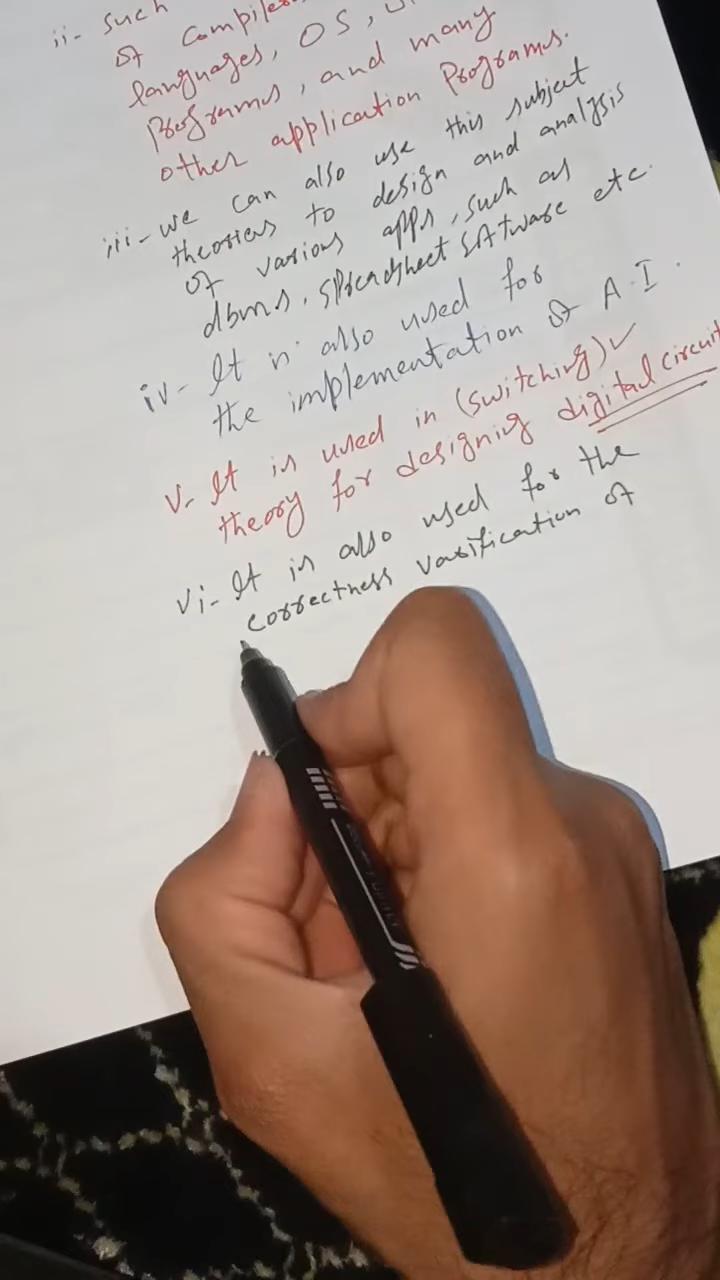 ii- such
of compile
languages, OS,
Programs, and many
other application Programs.
iii- we can also use this subject
theories to design and analysis
of various apps, such as
dbms, spreadsheet Software etc.
iv- It is also used for
the implementation of A.I.
v- It is used in (switching) ✓
theory for designig digital circuit
vi- It is also used for the
correctness varification of